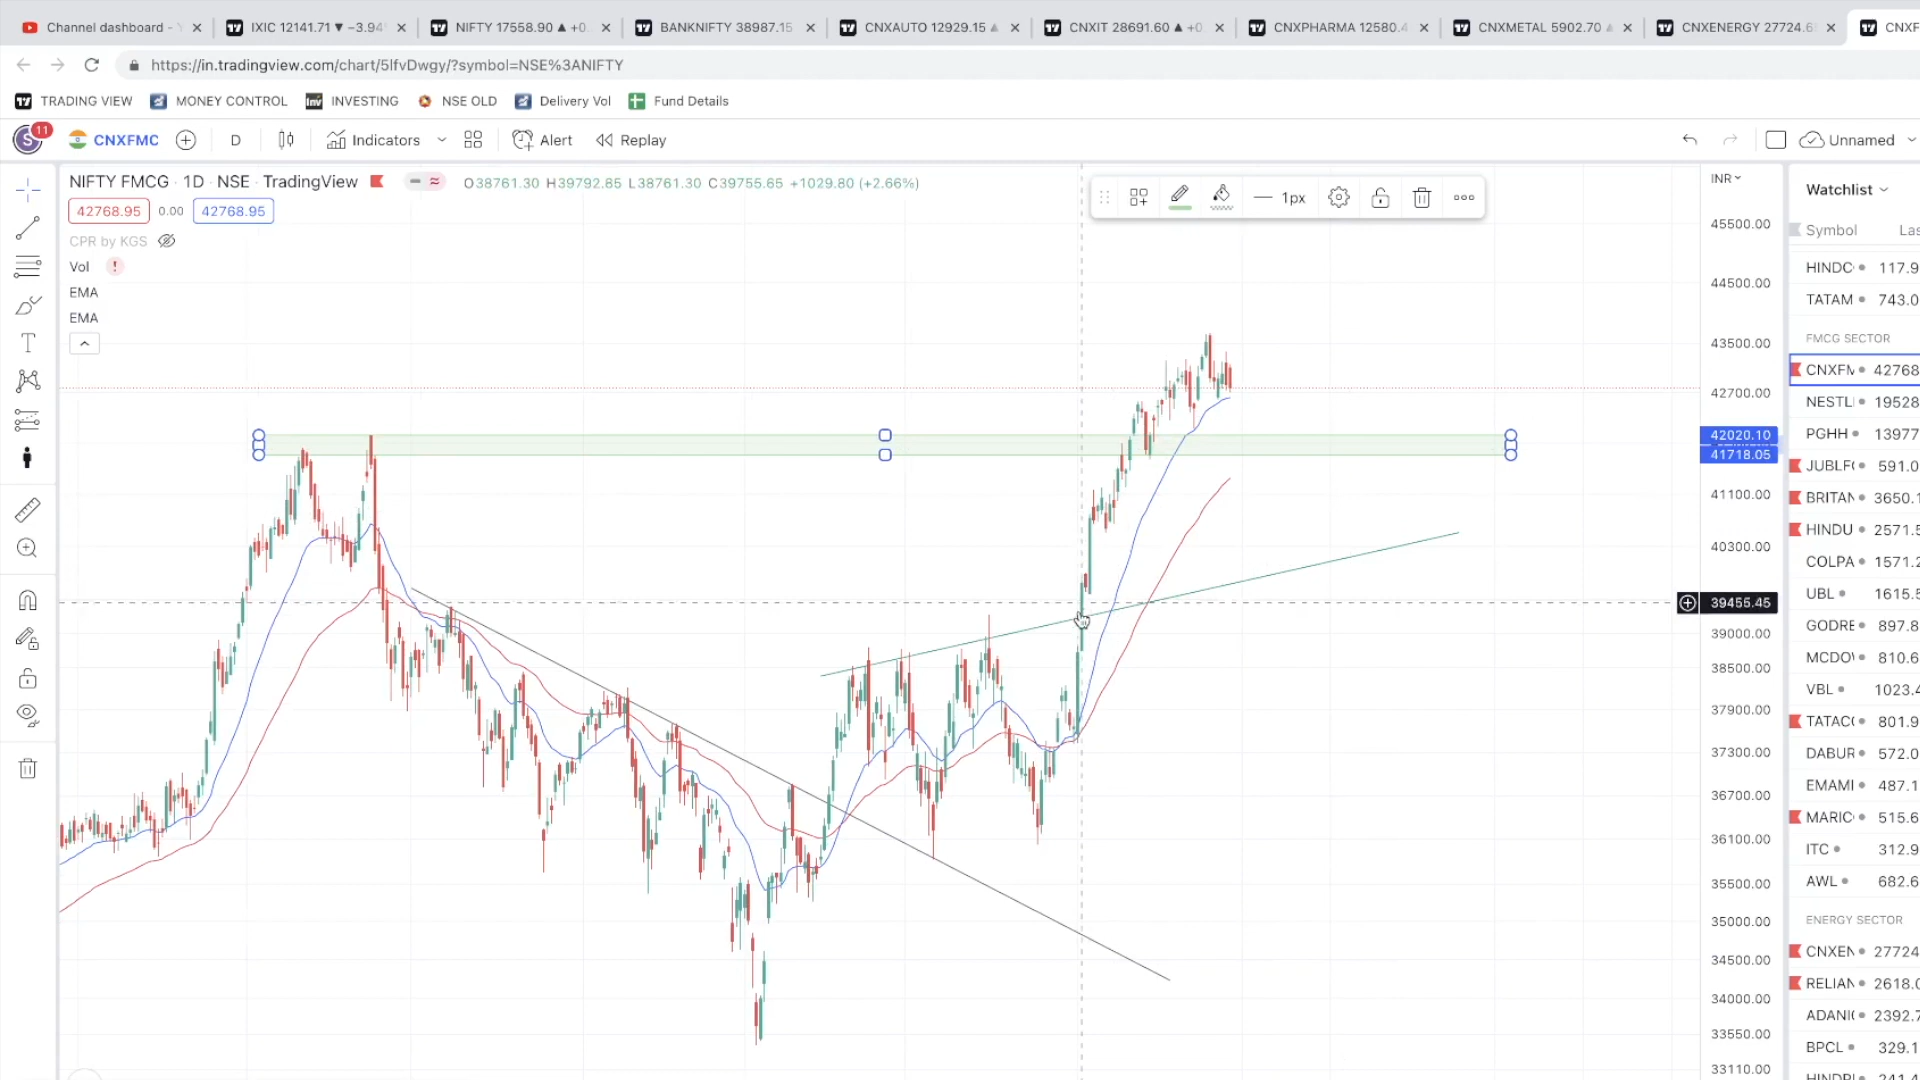 Channel dashboard - Y
IXIC 12141.71 ▼ −3.94
NIFTY 17558.90 ▲ +0.
BANKNIFTY 38987.15
CNXAUTO 12929.15 ▲
CNXIT 28691.60 ▲ +0
CNXPHARMA 12580.4
CNXMETAL 5902.70
CNXENERGY 27724.6
CNXF
https://in.tradingview.com/chart/5lfvDwgy/?symbol=NSE%3ANIFTY
TRADING VIEW MONEY CONTROL INVESTING NSE OLD Delivery Vol Fund Details
S 11 CNXFMC D Indicators Alert Replay Unnamed
NIFTY FMCG · 1D · NSE · TradingView O38761.30 H39792.85 L38761.30 C39755.65 +1029.80 (+2.66%)
42768.95 0.00 42768.95
CPR by KGS
Vol !
EMA
EMA
1px
INR
45500.00
44500.00
43500.00
42700.00
42020.10
41718.05
41100.00
40300.00
39455.45
39000.00
38500.00
37900.00
37300.00
36700.00
36100.00
35500.00
35000.00
34500.00
34000.00
33550.00
33110.00
Watchlist
Symbol Las
HINDC 117.9
TATAM 743.0
FMCG SECTOR
CNXFM 42768
NESTL 19528
PGHH 13977
JUBLF 591.0
BRITAN 3650.1
HINDU 2571.5
COLPA 1571.2
UBL 1615.5
GODRE 897.8
MCDO 810.6
VBL 1023.4
TATAC 801.9
DABUR 572.0
EMAMI 487.1
MARIC 515.6
ITC 312.9
AWL 682.6
ENERGY SECTOR
CNXEN 27724
RELIAN 2618.0
ADANI 2392.7
BPCL 329.1